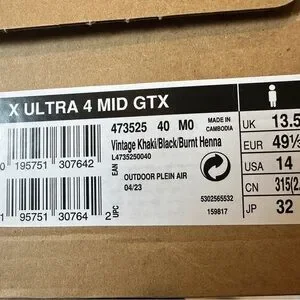 X ULTRA 4 MID GTX
473525 40 M0
MADE IN
CAMBODIA
Vintage Khaki/Black/Burnt Henna
L4735250040
EAN
0 195751 307642
OUTDOOR PLEIN AIR
04/23
5302565532
159817
UPC
1 95751 30764 2
UK 13.5
EUR 49⅓
USA 14
CN 315(2.
JP 32